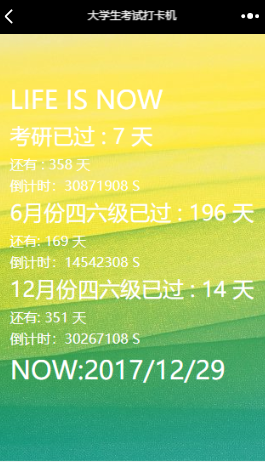 大学生考试打卡机
LIFE IS NOW
考研已过 : 7 天
还有 : 358 天
倒计时：30871908 S
6月份四六级已过 : 196 天
还有: 169 天
倒计时：14542308 S
12月份四六级已过 : 14 天
还有: 351 天
倒计时：30267108 S
NOW:2017/12/29